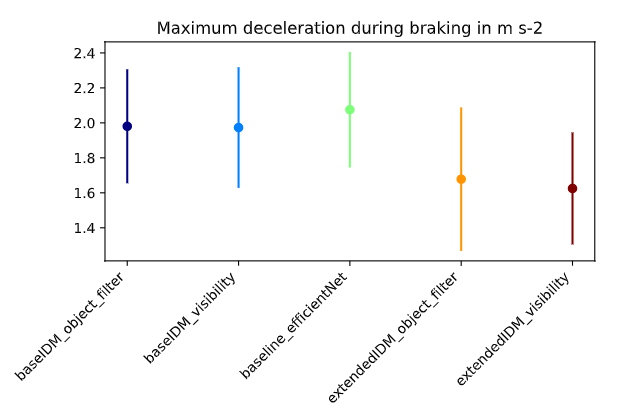 Maximum deceleration during braking in m s-2
2.4
2.2
2.0
1.8
1.6
1.4
baseIDM_object_filter
baseIDM_visibility
baseline_efficientNet
extendedIDM_object_filter
extendedIDM_visibility